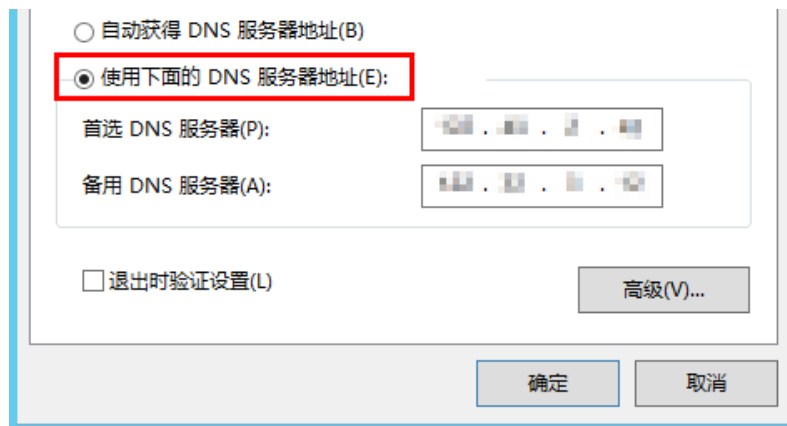 自动获得 DNS 服务器地址(B)
使用下面的 DNS 服务器地址(E):
首选 DNS 服务器(P):
备用 DNS 服务器(A):
退出时验证设置(L)
高级(V)...
确定
取消